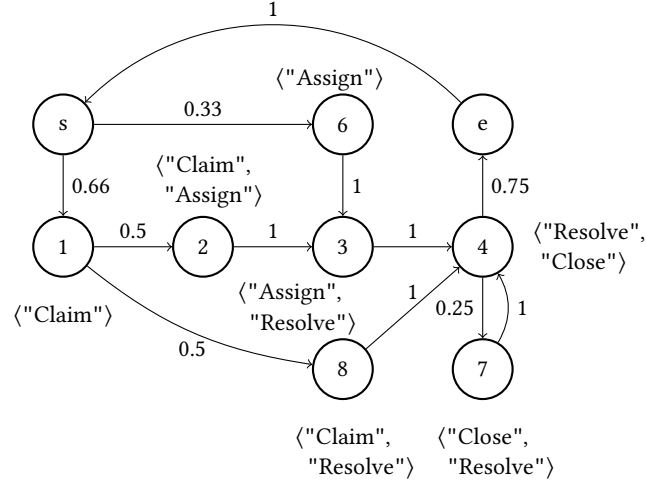 1
⟨"Assign"⟩
s
0.33
6
e
⟨"Claim",
"Assign"⟩
0.66
1
0.75
1
0.5
2
1
3
1
4
⟨"Resolve",
"Close"⟩
⟨"Claim"⟩
⟨"Assign",
"Resolve"⟩
1
0.25
1
0.5
8
7
⟨"Claim",
"Resolve"⟩
⟨"Close",
"Resolve"⟩